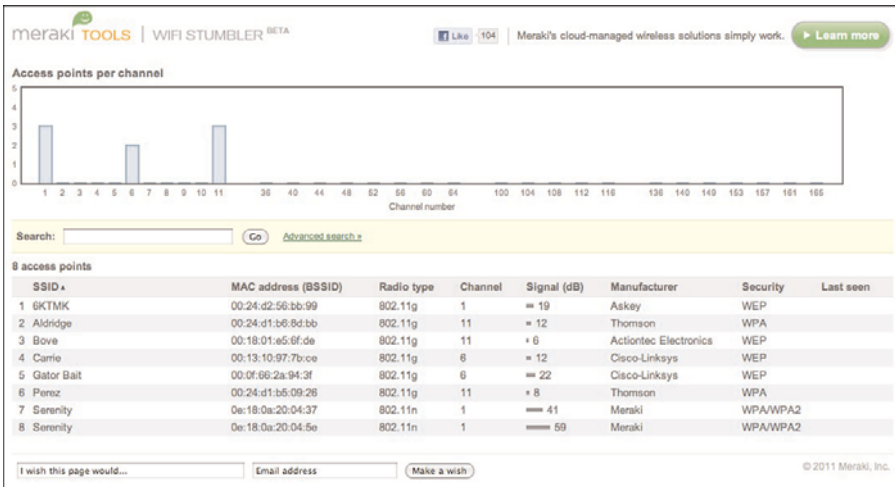 meraki TOOLS | WIFI STUMBLER BETA
Like 104 Meraki's cloud-managed wireless solutions simply work. Learn more
Access points per channel
5
4
3
2
1
0
1 2 3 4 5 6 7 8 9 10 11 36 40 44 48 52 56 60 64 100 104 108 112 116 136 140 149 153 157 161 165
Channel number
Search: Go Advanced search »
8 access points
SSID MAC address (BSSID) Radio type Channel Signal (dB) Manufacturer Security Last seen
1 6KTMK 00:24:d2:56:bb:99 802.11g 1 19 Askey WEP
2 Aldridge 00:24:d1:b6:8d:bb 802.11g 11 12 Thomson WPA
3 Bove 00:18:01:e5:6f:de 802.11g 11 6 Actiontec Electronics WEP
4 Carrie 00:13:10:97:7b:ce 802.11g 6 12 Cisco-Linksys WEP
5 Gator Bait 00:0f:66:2a:94:3f 802.11g 6 22 Cisco-Linksys WEP
6 Perez 00:24:d1:b5:09:26 802.11g 11 8 Thomson WPA
7 Serenity 0e:18:0a:20:04:37 802.11n 1 41 Meraki WPA/WPA2
8 Serenity 0e:18:0a:20:04:5e 802.11n 1 59 Meraki WPA/WPA2
I wish this page would... Email address Make a wish © 2011 Meraki, Inc.